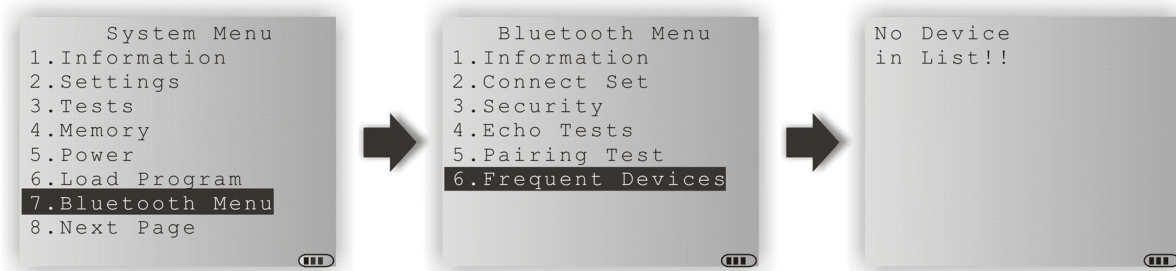 System Menu
1.Information
2.Settings
3.Tests
4.Memory
5.Power
6.Load Program
7.Bluetooth Menu
8.Next Page
Bluetooth Menu
1.Information
2.Connect Set
3.Security
4.Echo Tests
5.Pairing Test
6.Frequent Devices
No Device
in List!!